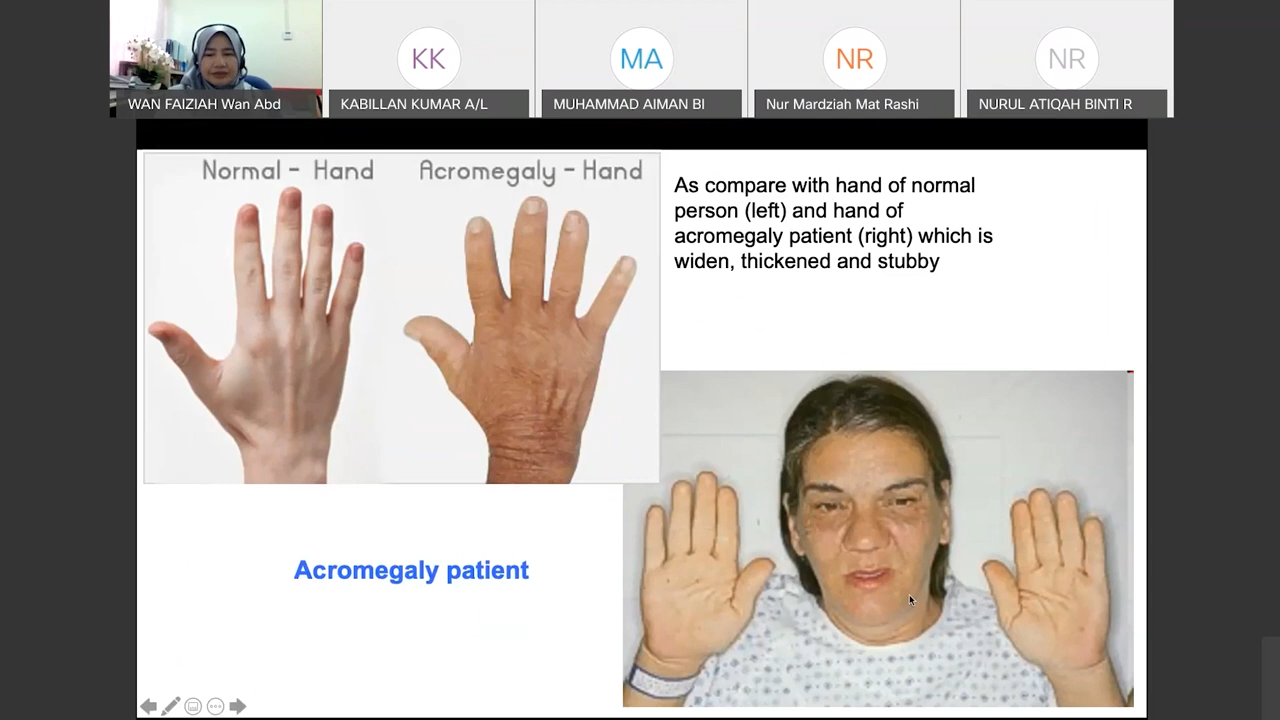 KK
MA
NR
NR
WAN FAIZIAH Wan Abd
KABILLAN KUMAR A/L
MUHAMMAD AIMAN BI
Nur Mardziah Mat Rashi
NURUL ATIQAH BINTI R
Normal - Hand
Acromegaly - Hand
As compare with hand of normal
person (left) and hand of
acromegaly patient (right) which is
widen, thickened and stubby
Acromegaly patient